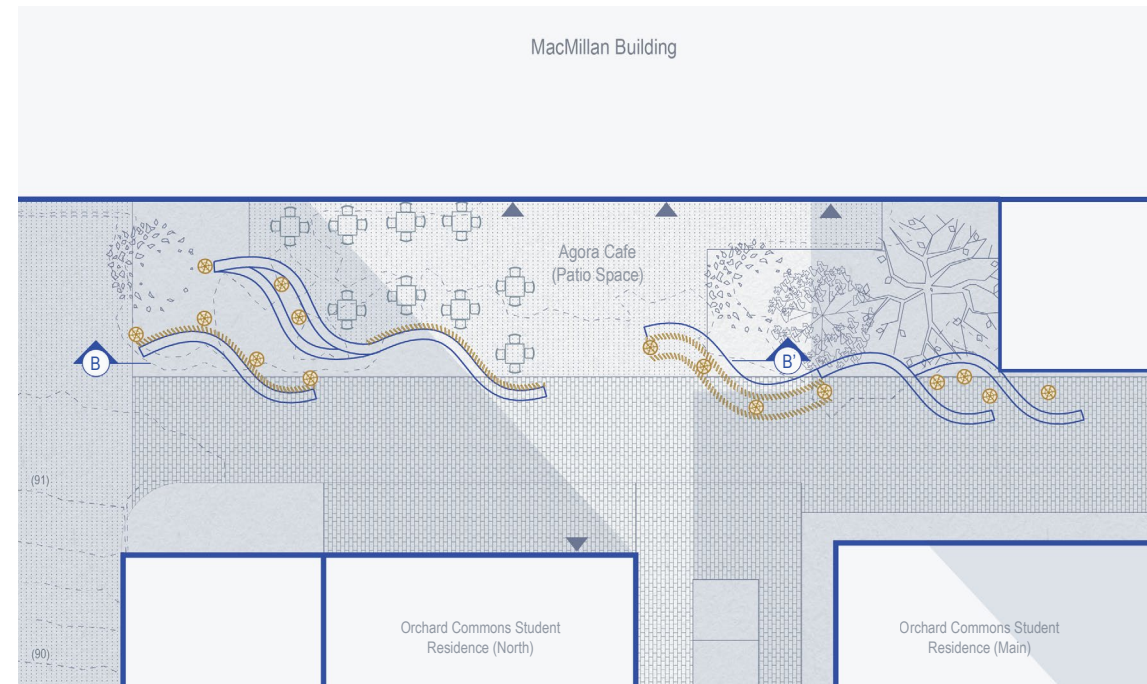 MacMillan Building
Agora Cafe
(Patio Space)
B
B'
(91)
Orchard Commons Student
Residence (North)
Orchard Commons Student
Residence (Main)
(90)